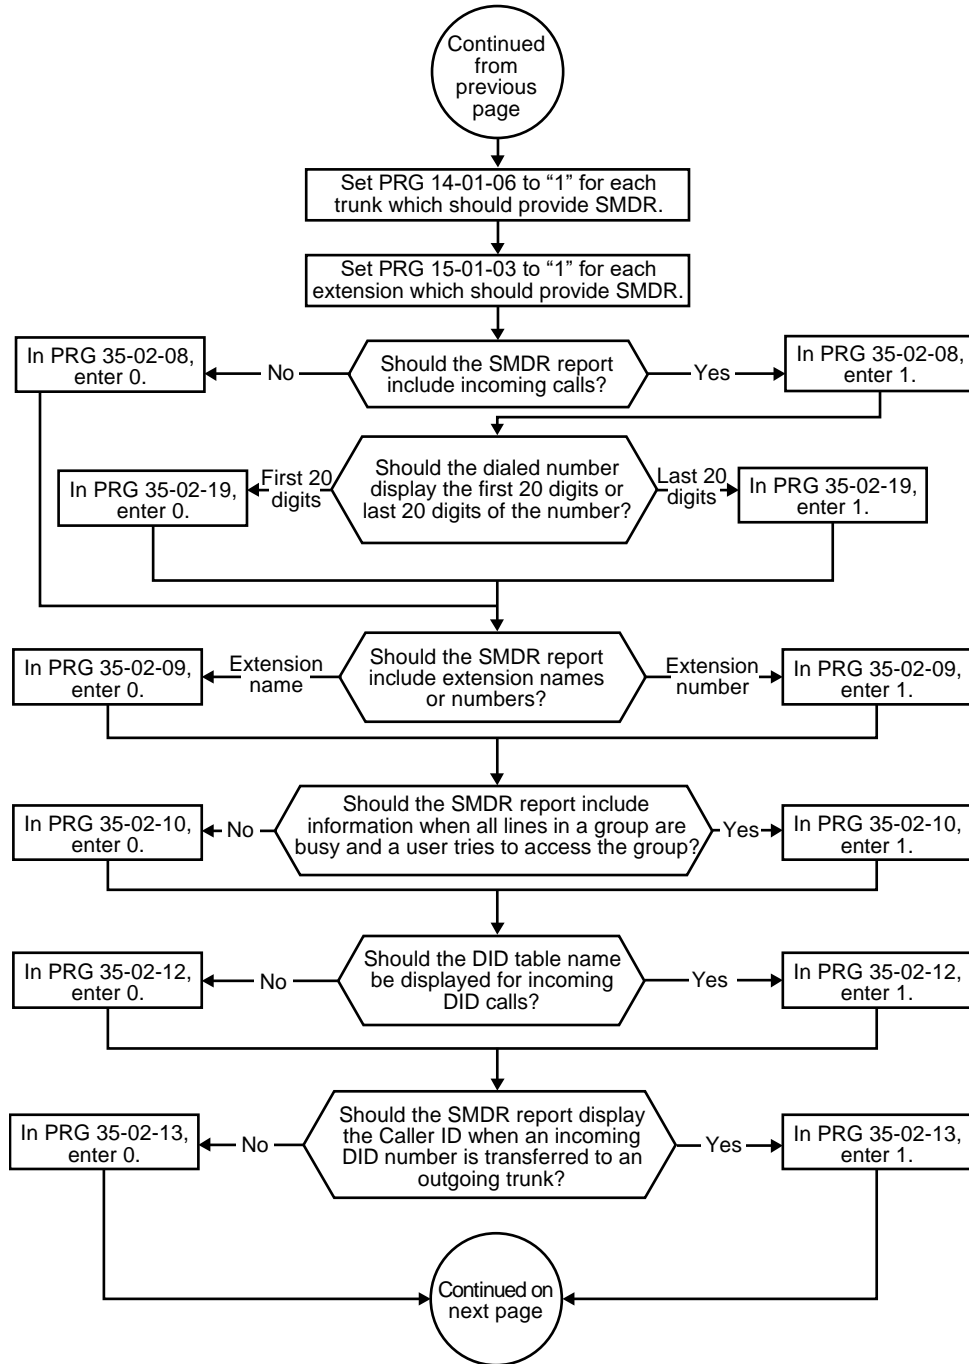 Continued
from
previous
page
Set PRG 14-01-06 to “1” for each
trunk which should provide SMDR.
Set PRG 15-01-03 to “1” for each
extension which should provide SMDR.
In PRG 35-02-08,
enter 0.
No
Should the SMDR report
include incoming calls?
Yes
In PRG 35-02-08,
enter 1.
In PRG 35-02-19,
enter 0.
First 20
digits
Should the dialed number
display the first 20 digits or
last 20 digits of the number?
Last 20
digits
In PRG 35-02-19,
enter 1.
In PRG 35-02-09,
enter 0.
Extension
name
Should the SMDR report
include extension names
or numbers?
Extension
number
In PRG 35-02-09,
enter 1.
In PRG 35-02-10,
enter 0.
No
Should the SMDR report include
information when all lines in a group are
busy and a user tries to access the group?
Yes
In PRG 35-02-10,
enter 1.
In PRG 35-02-12,
enter 0.
No
Should the DID table name
be displayed for incoming
DID calls?
Yes
In PRG 35-02-12,
enter 1.
In PRG 35-02-13,
enter 0.
No
Should the SMDR report display
the Caller ID when an incoming
DID number is transferred to an
outgoing trunk?
Yes
In PRG 35-02-13,
enter 1.
Continued on
next page